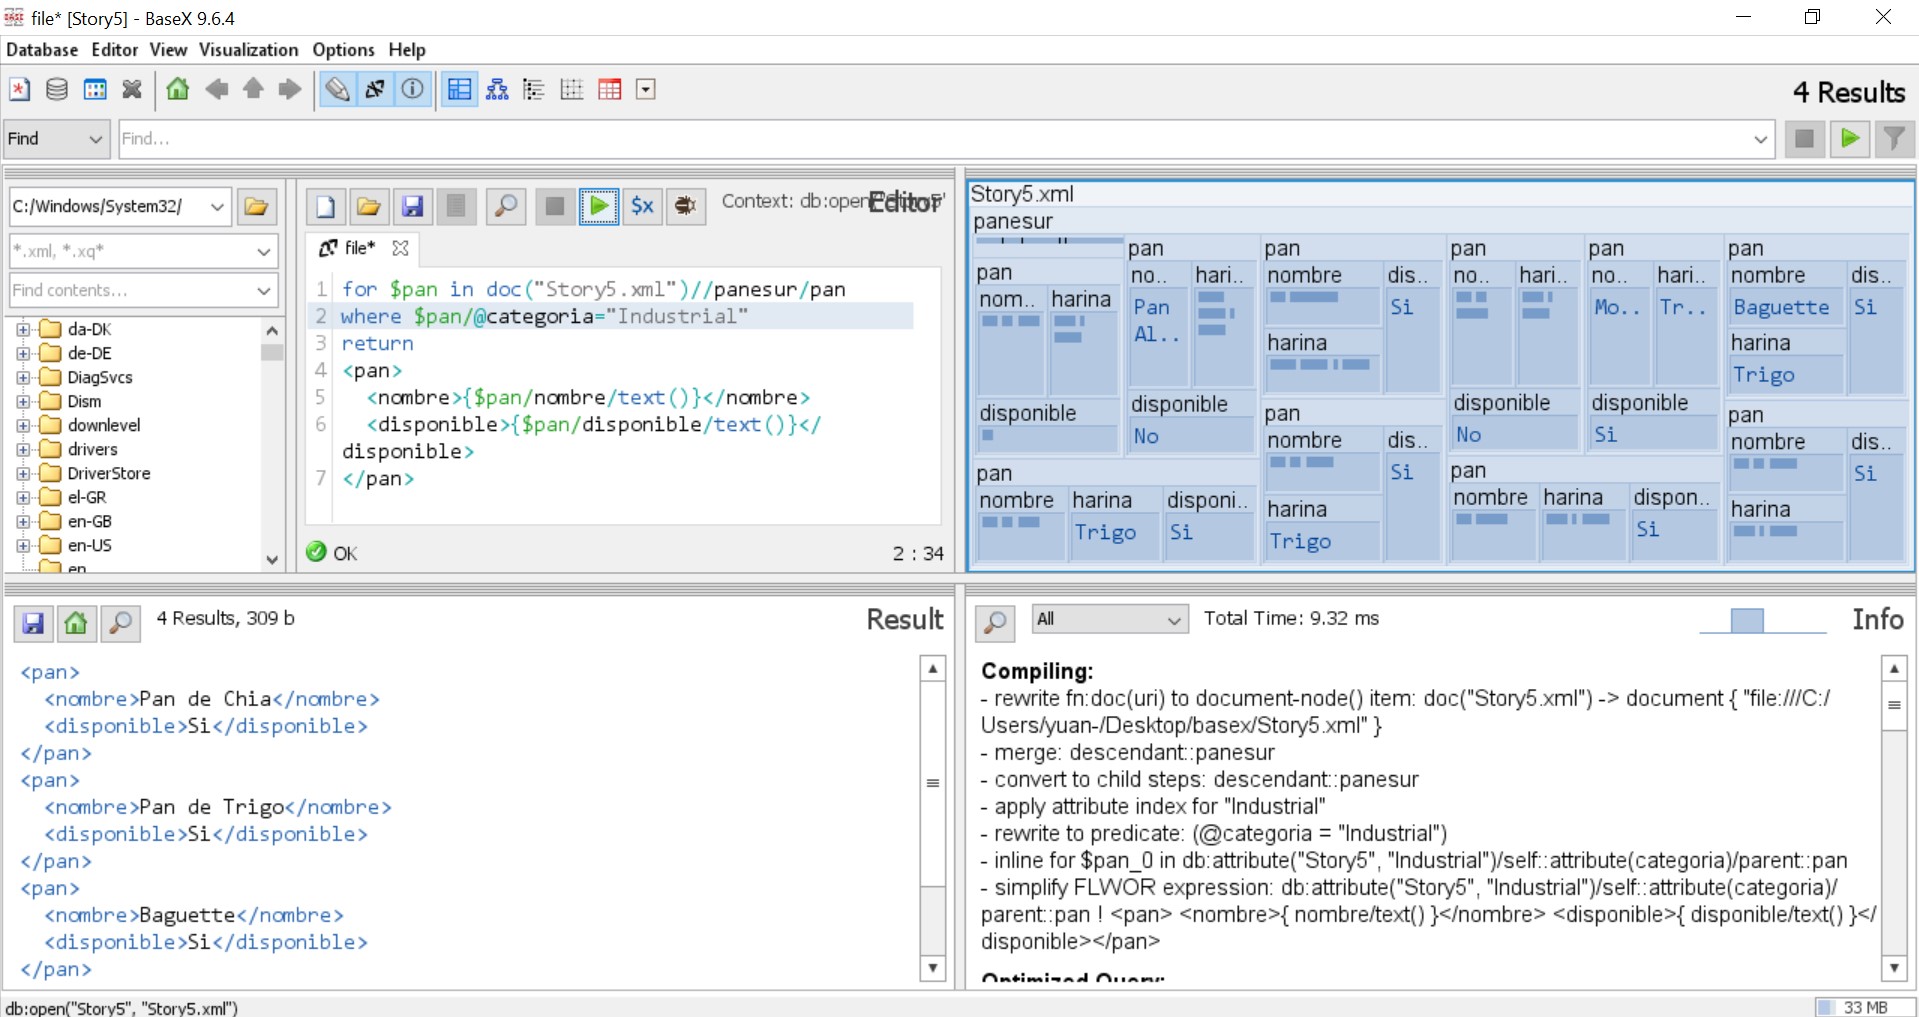 file* [Story5] - BaseX 9.6.4
Database Editor View Visualization Options Help
4 Results
Find
Find...
C:/Windows/System32/
*.xml, *.xq*
Find contents...
da-DK
de-DE
DiagSvcs
Dism
downlevel
drivers
DriverStore
el-GR
en-GB
en-US
en
$x
Context: db:open("Story5"
Editor
file*
1 for $pan in doc("Story5.xml")//panesur/pan
2 where $pan/@categoria="Industrial"
3 return
4 <pan>
5 <nombre>{$pan/nombre/text()}</nombre>
6 <disponible>{$pan/disponible/text()}</
disponible>
7 </pan>
OK
2 : 34
Story5.xml
panesur
pan
nom.. harina
disponible
pan
nombre harina disponi..
Trigo Si
pan
no.. hari..
Pan
Al..
disponible
No
pan
nombre dis..
Si
harina
pan
nombre dis..
Si
harina
Trigo
pan
no.. hari..
disponible
No
pan
no.. hari..
Mo.. Tr..
disponible
Si
pan
nombre harina dispon..
Si
pan
nombre dis..
Baguette Si
harina
Trigo
pan
nombre dis..
Si
harina
4 Results, 309 b
Result
<pan>
<nombre>Pan de Chia</nombre>
<disponible>Si</disponible>
</pan>
<pan>
<nombre>Pan de Trigo</nombre>
<disponible>Si</disponible>
</pan>
<pan>
<nombre>Baguette</nombre>
<disponible>Si</disponible>
</pan>
All
Total Time: 9.32 ms
Info
Compiling:
- rewrite fn:doc(uri) to document-node() item: doc("Story5.xml") -> document { "file:///C:/
Users/yuan-/Desktop/basex/Story5.xml" }
- merge: descendant::panesur
- convert to child steps: descendant::panesur
- apply attribute index for "Industrial"
- rewrite to predicate: (@categoria = "Industrial")
- inline for $pan_0 in db:attribute("Story5", "Industrial")/self::attribute(categoria)/parent::pan
- simplify FLWOR expression: db:attribute("Story5", "Industrial")/self::attribute(categoria)/
parent::pan ! <pan> <nombre>{ nombre/text() }</nombre> <disponible>{ disponible/text() }</
disponible></pan>
Optimized Query:
db:open("Story5", "Story5.xml")
33 MB